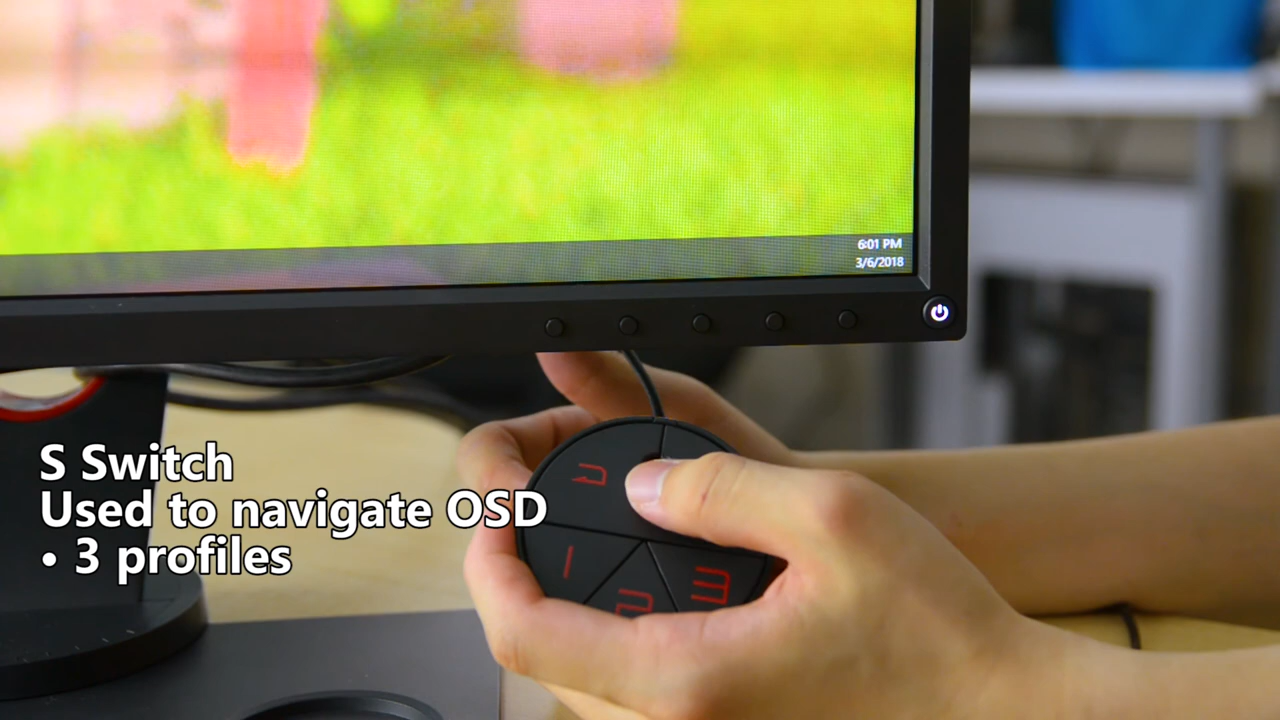 6:01 PM
3/6/2018
S Switch
Used to navigate OSD
• 3 profiles
1
2
3